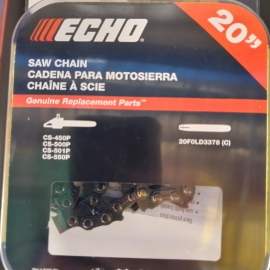 ECHO
20"
SAW CHAIN
CADENA PARA MOTOSIERRA
CHAÎNE À SCIE
Genuine Replacement Parts™
CS-450P
CS-500P
CS-501P
CS-550P
20F0LD3378 (C)